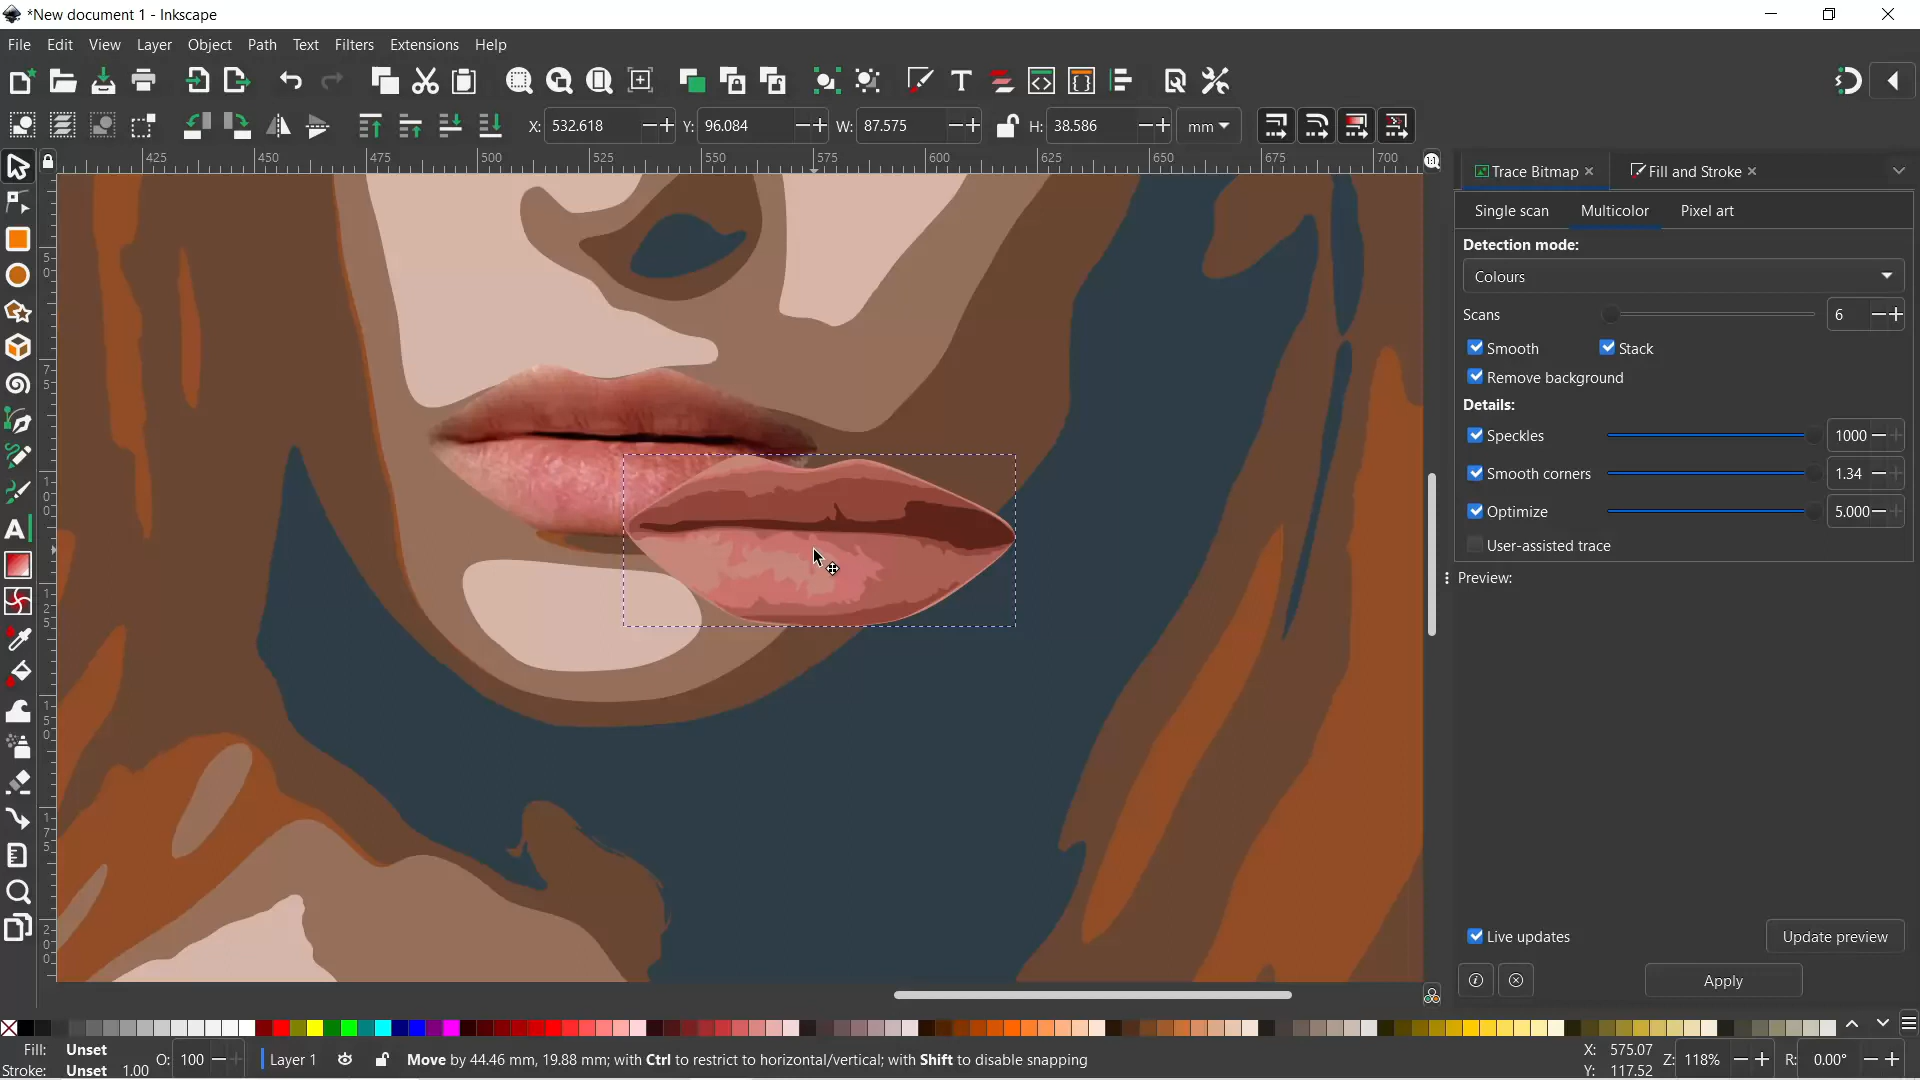 *New document 1 - Inkscape
File Edit View Layer Object Path Text Filters Extensions Help
X: 532.618 Y: 96.084 W: 87.575 H: 38.586 mm
425 450 475 500 525 550 575 600 625 650 675 700
Trace Bitmap Fill and Stroke
Single scan Multicolor Pixel art
Detection mode:
Colours
Scans 6
Smooth Stack
Remove background
Details:
Speckles 1000
Smooth corners 1.34
Optimize 5.000
User-assisted trace
Preview:
Live updates Update preview
Apply
Fill: Unset O: 100 Layer 1 Move by 44.46 mm, 19.88 mm; with Ctrl to restrict to horizontal/vertical; with Shift to disable snapping X: 575.07 Z: 118% R: 0.00°
Stroke: Unset 1.00 Y: 117.52